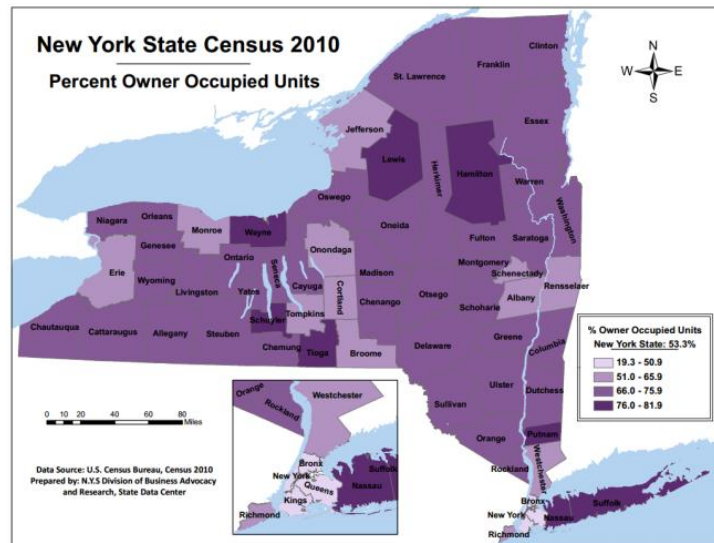 New York State Census 2010
Percent Owner Occupied Units
N
W E
S
Clinton
Franklin
St. Lawrence
Essex
Jefferson
Lewis
Herkimer
Hamilton
Warren
Washington
Oswego
Oneida
Fulton
Saratoga
Niagara
Orleans
Monroe
Wayne
Genesee
Ontario
Seneca
Onondaga
Erie
Wyoming
Livingston
Yates
Cayuga
Madison
Montgomery
Schenectady
Rensselaer
Cortland
Chenango
Otsego
Schoharie
Albany
Tompkins
Schuyler
Chautauqua
Cattaraugus
Allegany
Steuben
Chemung
Tioga
Broome
Delaware
Greene
Columbia
Ulster
Dutchess
Sullivan
Orange
Putnam
Rockland
Westchester
Bronx
New York
Nassau
Suffolk
Richmond
% Owner Occupied Units
New York State: 53.3%
19.3 - 50.9
51.0 - 65.9
66.0 - 75.9
76.0 - 81.9
0 10 20 40 60 80
Miles
Data Source: U.S. Census Bureau, Census 2010
Prepared by: N.Y.S Division of Business Advocacy
and Research, State Data Center
Orange
Rockland
Westchester
Bronx
New York
Queens
Kings
Nassau
Suffolk
Richmond